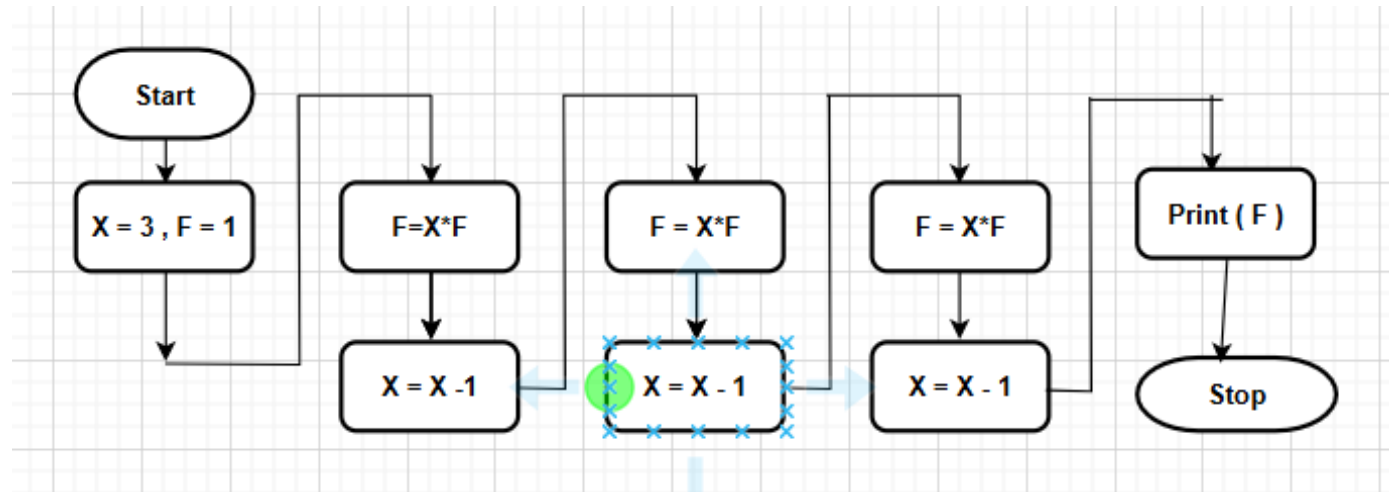 Start
X = 3 , F = 1
F=X*F
X = X -1
F = X*F
X = X - 1
F = X*F
X = X - 1
Print ( F )
Stop